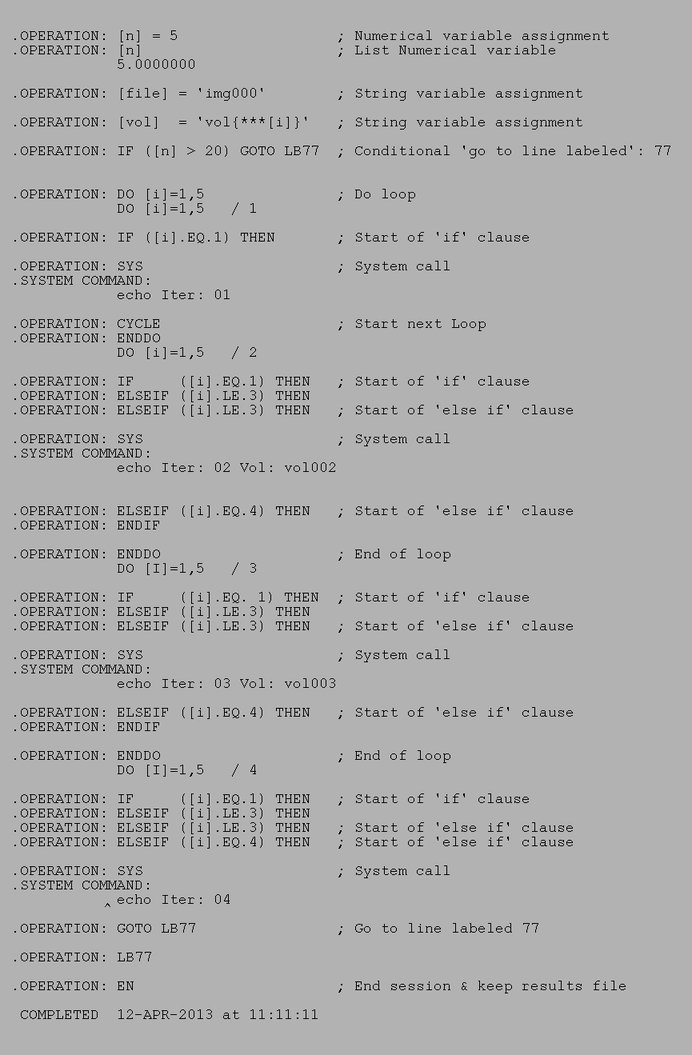 .OPERATION: [n] = 5                  ; Numerical variable assignment
.OPERATION: [n]                      ; List Numerical variable
            5.0000000
.OPERATION: [file] = 'img000'        ; String variable assignment
.OPERATION: [vol]  = 'vol{***[i]}'   ; String variable assignment
.OPERATION: IF ([n] > 20) GOTO LB77  ; Conditional 'go to line labeled': 77
.OPERATION: DO [i]=1,5               ; Do loop
            DO [i]=1,5   / 1
.OPERATION: IF ([i].EQ.1) THEN       ; Start of 'if' clause
.OPERATION: SYS                      ; System call
.SYSTEM COMMAND:
            echo Iter: 01
.OPERATION: CYCLE                    ; Start next Loop
.OPERATION: ENDDO
            DO [i]=1,5   / 2
.OPERATION: IF     ([i].EQ.1) THEN   ; Start of 'if' clause
.OPERATION: ELSEIF ([i].LE.3) THEN
.OPERATION: ELSEIF ([i].LE.3) THEN   ; Start of 'else if' clause
.OPERATION: SYS                      ; System call
.SYSTEM COMMAND:
            echo Iter: 02 Vol: vol002
.OPERATION: ELSEIF ([i].EQ.4) THEN   ; Start of 'else if' clause
.OPERATION: ENDIF
.OPERATION: ENDDO                    ; End of loop
            DO [I]=1,5   / 3
.OPERATION: IF     ([i].EQ. 1) THEN  ; Start of 'if' clause
.OPERATION: ELSEIF ([i].LE.3) THEN
.OPERATION: ELSEIF ([i].LE.3) THEN   ; Start of 'else if' clause
.OPERATION: SYS                      ; System call
.SYSTEM COMMAND:
            echo Iter: 03 Vol: vol003
.OPERATION: ELSEIF ([i].EQ.4) THEN   ; Start of 'else if' clause
.OPERATION: ENDIF
.OPERATION: ENDDO                    ; End of loop
            DO [I]=1,5   / 4
.OPERATION: IF     ([i].EQ.1) THEN   ; Start of 'if' clause
.OPERATION: ELSEIF ([i].LE.3) THEN
.OPERATION: ELSEIF ([i].LE.3) THEN   ; Start of 'else if' clause
.OPERATION: ELSEIF ([i].EQ.4) THEN   ; Start of 'else if' clause
.OPERATION: SYS                      ; System call
.SYSTEM COMMAND:
           ^echo Iter: 04
.OPERATION: GOTO LB77                ; Go to line labeled 77
.OPERATION: LB77
.OPERATION: EN                       ; End session & keep results file
 COMPLETED  12-APR-2013 at 11:11:11